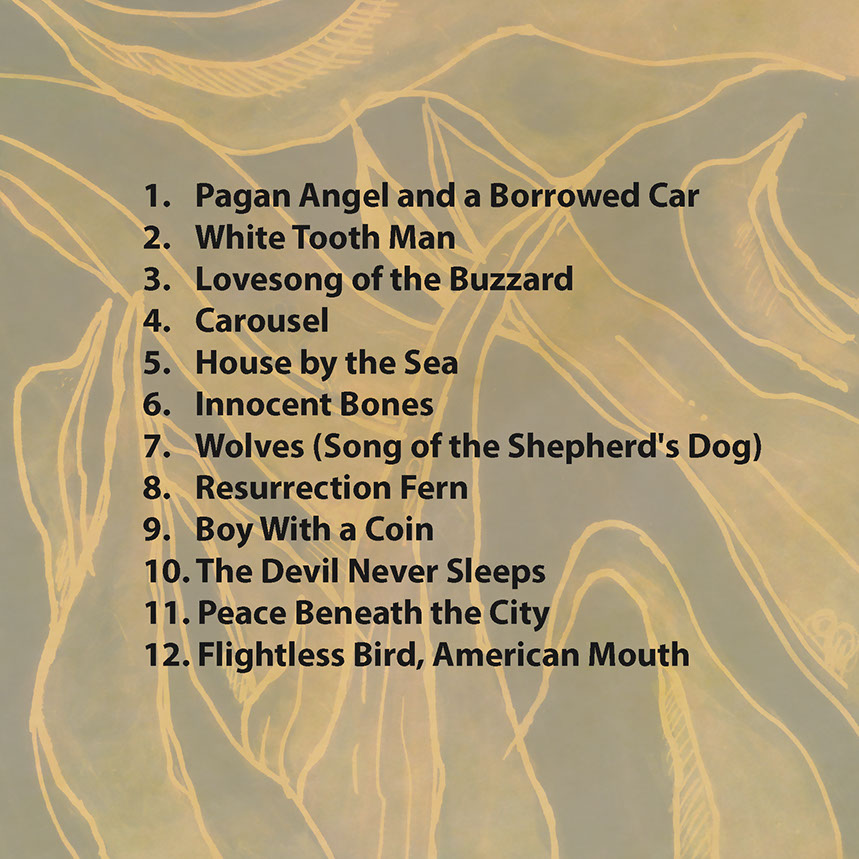 1. Pagan Angel and a Borrowed Car
2. White Tooth Man
3. Lovesong of the Buzzard
4. Carousel
5. House by the Sea
6. Innocent Bones
7. Wolves (Song of the Shepherd's Dog)
8. Resurrection Fern
9. Boy With a Coin
10. The Devil Never Sleeps
11. Peace Beneath the City
12. Flightless Bird, American Mouth